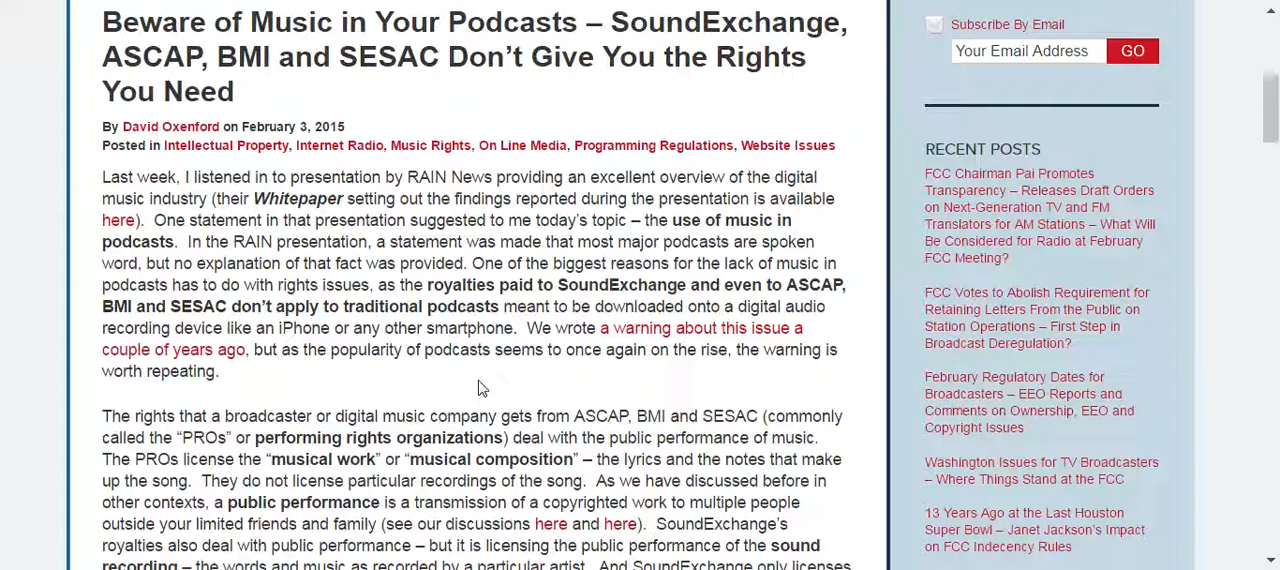 Beware of Music in Your Podcasts – SoundExchange,
ASCAP, BMI and SESAC Don’t Give You the Rights
You Need
By David Oxenford on February 3, 2015
Posted in Intellectual Property, Internet Radio, Music Rights, On Line Media, Programming Regulations, Website Issues
Last week, I listened in to presentation by RAIN News providing an excellent overview of the digital
music industry (their Whitepaper setting out the findings reported during the presentation is available
here).  One statement in that presentation suggested to me today’s topic – the use of music in
podcasts.  In the RAIN presentation, a statement was made that most major podcasts are spoken
word, but no explanation of that fact was provided. One of the biggest reasons for the lack of music in
podcasts has to do with rights issues, as the royalties paid to SoundExchange and even to ASCAP,
BMI and SESAC don’t apply to traditional podcasts meant to be downloaded onto a digital audio
recording device like an iPhone or any other smartphone.  We wrote a warning about this issue a
couple of years ago, but as the popularity of podcasts seems to once again on the rise, the warning is
worth repeating.
The rights that a broadcaster or digital music company gets from ASCAP, BMI and SESAC (commonly
called the “PROs” or performing rights organizations) deal with the public performance of music.
The PROs license the “musical work” or “musical composition” – the lyrics and the notes that make
up the song.  They do not license particular recordings of the song.  As we have discussed before in
other contexts, a public performance is a transmission of a copyrighted work to multiple people
outside your limited friends and family (see our discussions here and here).  SoundExchange’s
royalties also deal with public performance – but it is licensing the public performance of the sound
recording – the words and music as recorded by a particular artist.  And SoundExchange only licenses
Subscribe By Email
Your Email Address GO
RECENT POSTS
FCC Chairman Pai Promotes
Transparency – Releases Draft Orders
on Next-Generation TV and FM
Translators for AM Stations – What Will
Be Considered for Radio at February
FCC Meeting?
FCC Votes to Abolish Requirement for
Retaining Letters From the Public on
Station Operations – First Step in
Broadcast Deregulation?
February Regulatory Dates for
Broadcasters – EEO Reports and
Comments on Ownership, EEO and
Copyright Issues
Washington Issues for TV Broadcasters
– Where Things Stand at the FCC
13 Years Ago at the Last Houston
Super Bowl – Janet Jackson’s Impact
on FCC Indecency Rules